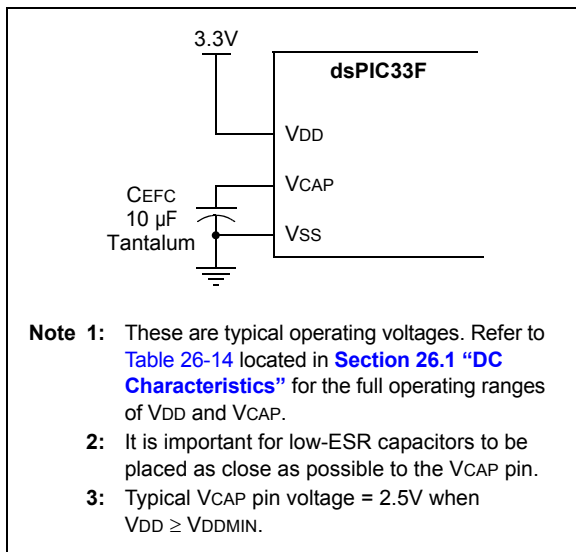 3.3V
dsPIC33F
VDD
VCAP
CEFC
10 µF
Tantalum
VSS
Note 1: These are typical operating voltages. Refer to
Table 26-14 located in Section 26.1 “DC
Characteristics” for the full operating ranges
of VDD and VCAP.
2: It is important for low-ESR capacitors to be
placed as close as possible to the VCAP pin.
3: Typical VCAP pin voltage = 2.5V when
VDD ≥ VDDMIN.